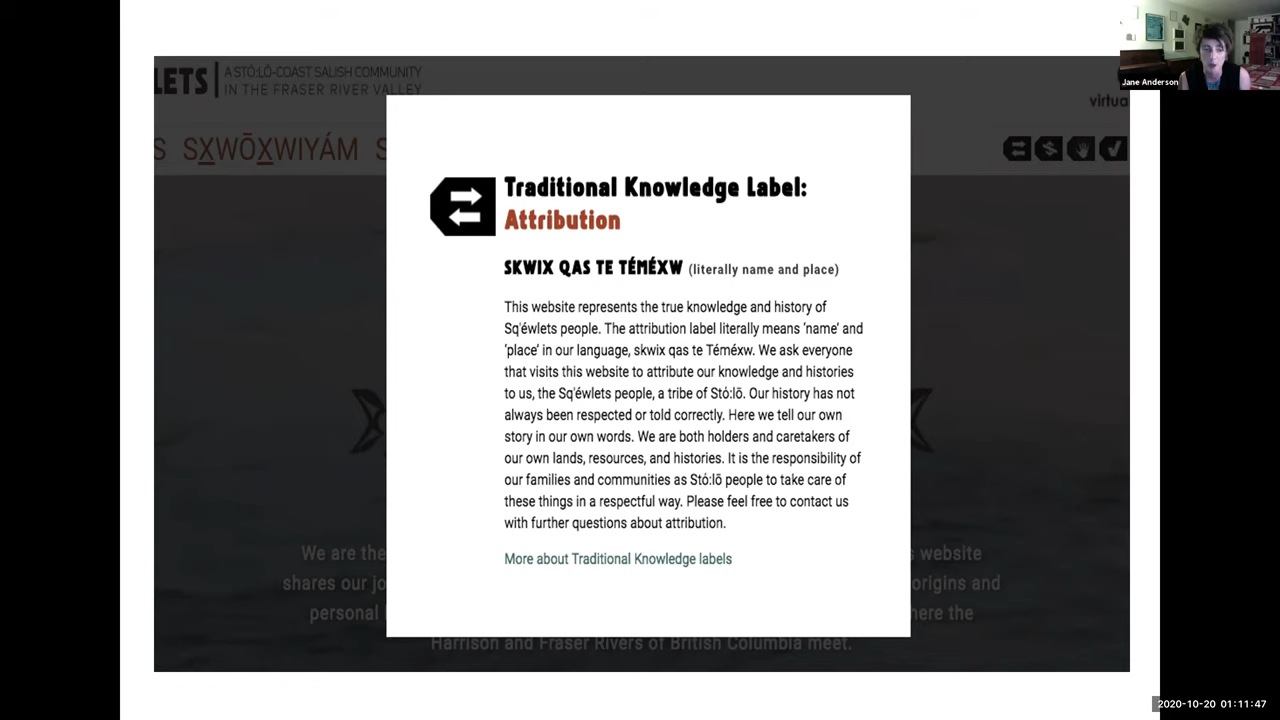 LETS
A STÓ:LŌ-COAST SALISH COMMUNITY
IN THE FRASER RIVER VALLEY
Jane Anderson
virtua
S SX̲WŌX̲WIYÁM S
Traditional Knowledge Label:
Attribution
SKWIX QAS TE TÉMÉXW (literally name and place)
This website represents the true knowledge and history of
Sq'éwlets people. The attribution label literally means ‘name’ and
‘place’ in our language, skwix qas te Téméxw. We ask everyone
that visits this website to attribute our knowledge and histories
to us, the Sq'éwlets people, a tribe of Stó:lō. Our history has not
always been respected or told correctly. Here we tell our own
story in our own words. We are both holders and caretakers of
our own lands, resources, and histories. It is the responsibility of
our families and communities as Stó:lō people to take care of
these things in a respectful way. Please feel free to contact us
with further questions about attribution.
More about Traditional Knowledge labels
We are the s website
shares our jo origins and
personal here the
Harrison and Fraser Rivers of British Columbia meet.
2020-10-20 01:11:47